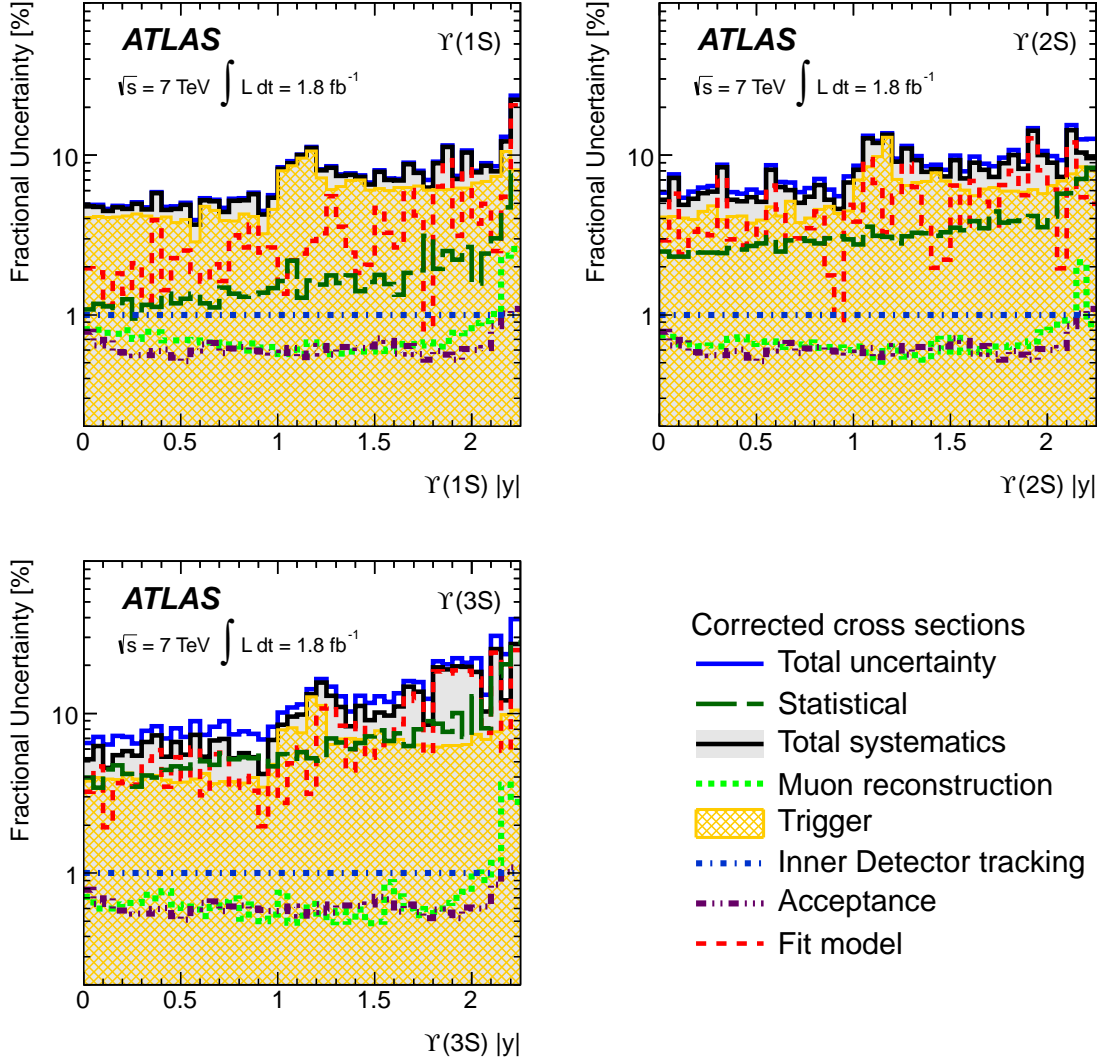 Fractional Uncertainty [%]
10
1
ATLAS
ϒ(1S)
√s = 7 TeV ∫ L dt = 1.8 fb⁻¹
0 0.5 1 1.5 2
ϒ(1S) |y|
Fractional Uncertainty [%]
10
1
ATLAS
ϒ(2S)
√s = 7 TeV ∫ L dt = 1.8 fb⁻¹
0 0.5 1 1.5 2
ϒ(2S) |y|
Fractional Uncertainty [%]
10
1
ATLAS
ϒ(3S)
√s = 7 TeV ∫ L dt = 1.8 fb⁻¹
0 0.5 1 1.5 2
ϒ(3S) |y|
Corrected cross sections
Total uncertainty
Statistical
Total systematics
Muon reconstruction
Trigger
Inner Detector tracking
Acceptance
Fit model